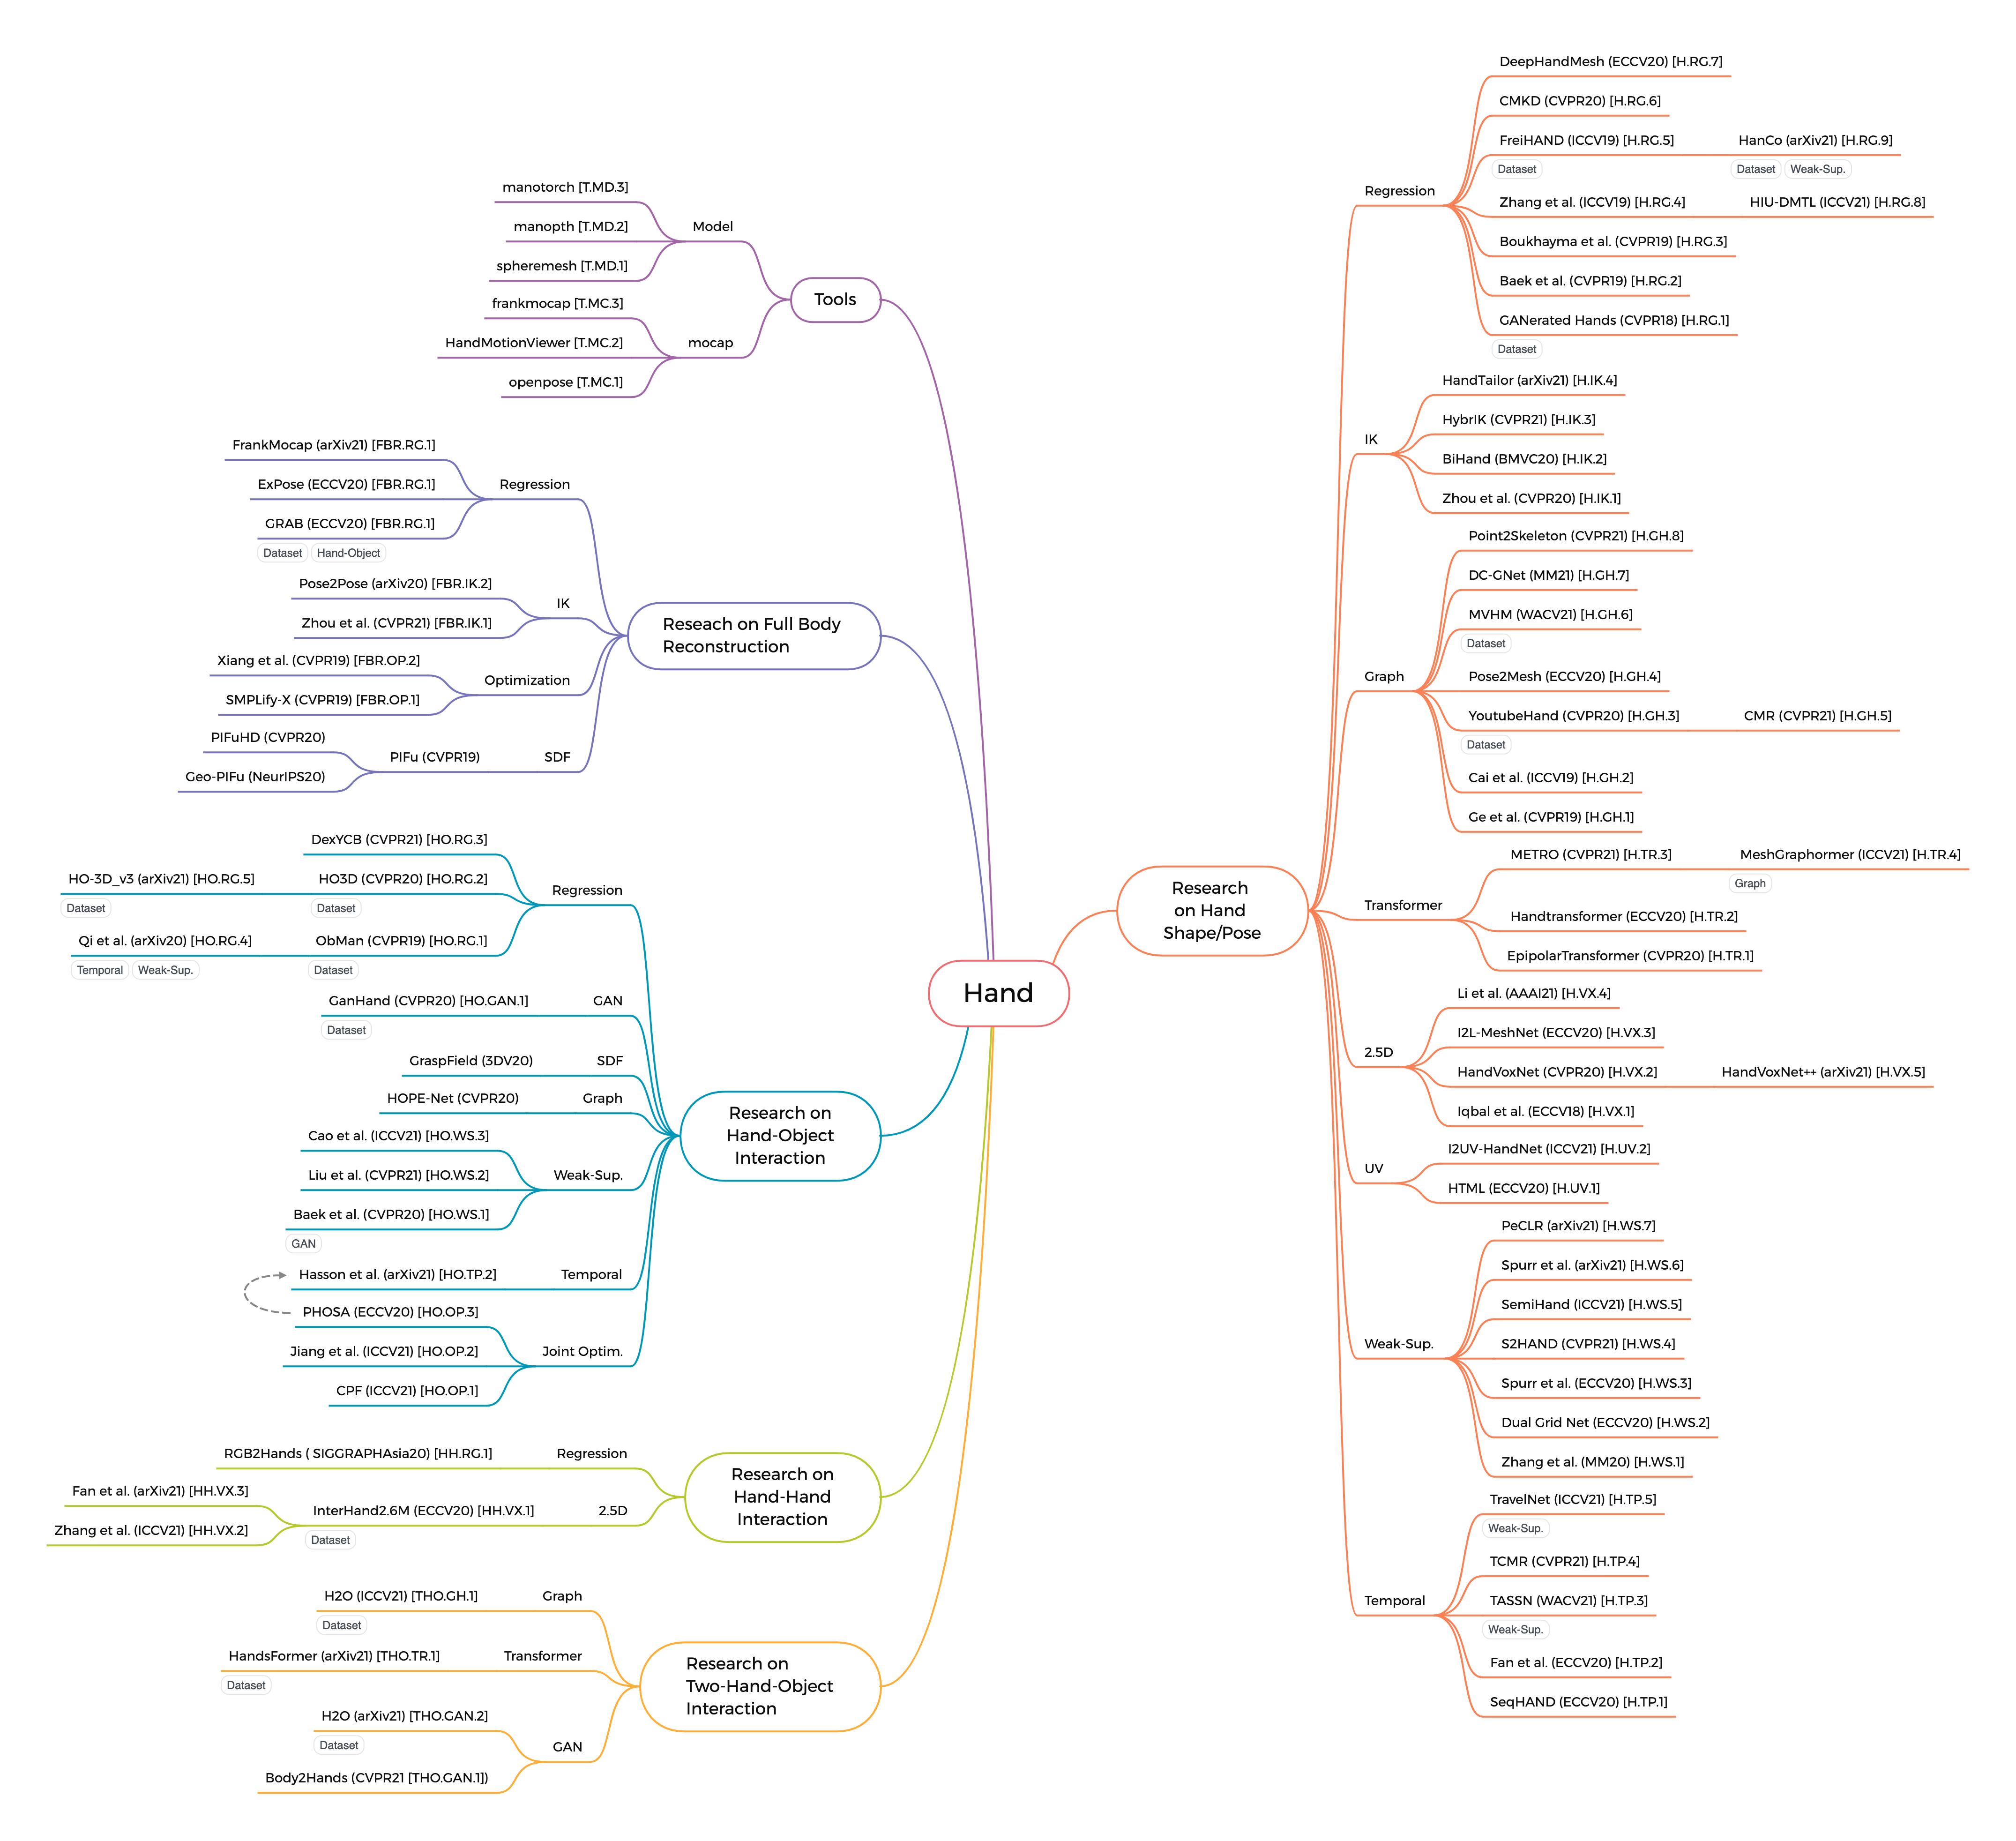 Hand
Tools
Model
manotorch [T.MD.3]
manopth [T.MD.2]
spheremesh [T.MD.1]
mocap
frankmocap [T.MC.3]
HandMotionViewer [T.MC.2]
openpose [T.MC.1]
Reseach on Full Body
Reconstruction
Regression
FrankMocap (arXiv21) [FBR.RG.1]
ExPose (ECCV20) [FBR.RG.1]
GRAB (ECCV20) [FBR.RG.1]
Dataset Hand-Object
IK
Pose2Pose (arXiv20) [FBR.IK.2]
Zhou et al. (CVPR21) [FBR.IK.1]
Optimization
Xiang et al. (CVPR19) [FBR.OP.2]
SMPLify-X (CVPR19) [FBR.OP.1]
SDF
PIFu (CVPR19)
PIFuHD (CVPR20)
Geo-PIFu (NeurIPS20)
Research on
Hand-Object
Interaction
Regression
DexYCB (CVPR21) [HO.RG.3]
HO3D (CVPR20) [HO.RG.2]
Dataset
HO-3D_v3 (arXiv21) [HO.RG.5]
Dataset
ObMan (CVPR19) [HO.RG.1]
Dataset
Qi et al. (arXiv20) [HO.RG.4]
Temporal Weak-Sup.
GAN
GanHand (CVPR20) [HO.GAN.1]
Dataset
SDF
GraspField (3DV20)
Graph
HOPE-Net (CVPR20)
Weak-Sup.
Cao et al. (ICCV21) [HO.WS.3]
Liu et al. (CVPR21) [HO.WS.2]
Baek et al. (CVPR20) [HO.WS.1]
GAN
Temporal
Hasson et al. (arXiv21) [HO.TP.2]
Joint Optim.
PHOSA (ECCV20) [HO.OP.3]
Jiang et al. (ICCV21) [HO.OP.2]
CPF (ICCV21) [HO.OP.1]
Research on
Hand-Hand
Interaction
Regression
RGB2Hands ( SIGGRAPHAsia20) [HH.RG.1]
2.5D
InterHand2.6M (ECCV20) [HH.VX.1]
Dataset
Fan et al. (arXiv21) [HH.VX.3]
Zhang et al. (ICCV21) [HH.VX.2]
Research on
Two-Hand-Object
Interaction
Graph
H2O (ICCV21) [THO.GH.1]
Dataset
Transformer
HandsFormer (arXiv21) [THO.TR.1]
Dataset
GAN
H2O (arXiv21) [THO.GAN.2]
Dataset
Body2Hands (CVPR21 [THO.GAN.1])
Research
on Hand
Shape/Pose
Regression
DeepHandMesh (ECCV20) [H.RG.7]
CMKD (CVPR20) [H.RG.6]
FreiHAND (ICCV19) [H.RG.5]
Dataset
HanCo (arXiv21) [H.RG.9]
Dataset Weak-Sup.
Zhang et al. (ICCV19) [H.RG.4]
HIU-DMTL (ICCV21) [H.RG.8]
Boukhayma et al. (CVPR19) [H.RG.3]
Baek et al. (CVPR19) [H.RG.2]
GANerated Hands (CVPR18) [H.RG.1]
Dataset
IK
HandTailor (arXiv21) [H.IK.4]
HybrIK (CVPR21) [H.IK.3]
BiHand (BMVC20) [H.IK.2]
Zhou et al. (CVPR20) [H.IK.1]
Graph
Point2Skeleton (CVPR21) [H.GH.8]
DC-GNet (MM21) [H.GH.7]
MVHM (WACV21) [H.GH.6]
Dataset
Pose2Mesh (ECCV20) [H.GH.4]
YoutubeHand (CVPR20) [H.GH.3]
Dataset
CMR (CVPR21) [H.GH.5]
Cai et al. (ICCV19) [H.GH.2]
Ge et al. (CVPR19) [H.GH.1]
Transformer
METRO (CVPR21) [H.TR.3]
MeshGraphormer (ICCV21) [H.TR.4]
Graph
Handtransformer (ECCV20) [H.TR.2]
EpipolarTransformer (CVPR20) [H.TR.1]
2.5D
Li et al. (AAAI21) [H.VX.4]
I2L-MeshNet (ECCV20) [H.VX.3]
HandVoxNet (CVPR20) [H.VX.2]
HandVoxNet++ (arXiv21) [H.VX.5]
Iqbal et al. (ECCV18) [H.VX.1]
UV
I2UV-HandNet (ICCV21) [H.UV.2]
HTML (ECCV20) [H.UV.1]
Weak-Sup.
PeCLR (arXiv21) [H.WS.7]
Spurr et al. (arXiv21) [H.WS.6]
SemiHand (ICCV21) [H.WS.5]
S2HAND (CVPR21) [H.WS.4]
Spurr et al. (ECCV20) [H.WS.3]
Dual Grid Net (ECCV20) [H.WS.2]
Zhang et al. (MM20) [H.WS.1]
Temporal
TravelNet (ICCV21) [H.TP.5]
Weak-Sup.
TCMR (CVPR21) [H.TP.4]
TASSN (WACV21) [H.TP.3]
Weak-Sup.
Fan et al. (ECCV20) [H.TP.2]
SeqHAND (ECCV20) [H.TP.1]